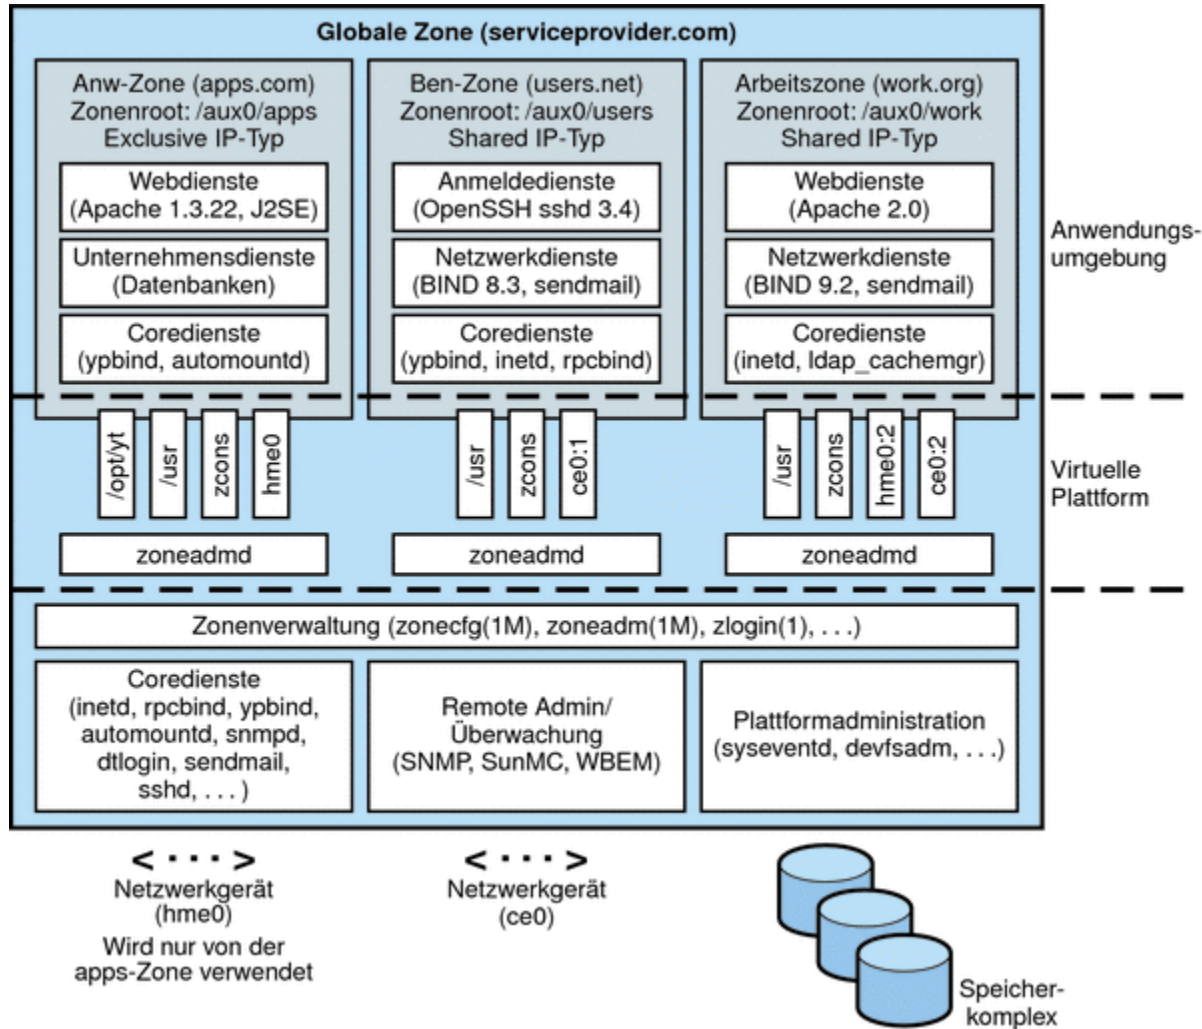 Globale Zone (serviceprovider.com)
Anw-Zone (apps.com)
Zonenroot: /aux0/apps
Exclusive IP-Typ
Webdienste
(Apache 1.3.22, J2SE)
Unternehmensdienste
(Datenbanken)
Coredienste
(ypbind, automountd)
Ben-Zone (users.net)
Zonenroot: /aux0/users
Shared IP-Typ
Anmeldedienste
(OpenSSH sshd 3.4)
Netzwerkdienste
(BIND 8.3, sendmail)
Coredienste
(ypbind, inetd, rpcbind)
Arbeitszone (work.org)
Zonenroot: /aux0/work
Shared IP-Typ
Webdienste
(Apache 2.0)
Netzwerkdienste
(BIND 9.2, sendmail)
Coredienste
(inetd, ldap_cachemgr)
Anwendungs-
umgebung
/opt/yt
/usr
zcons
hme0
zoneadmd
/usr
zcons
ce0:1
zoneadmd
/usr
zcons
hme0:2
ce0:2
zoneadmd
Virtuelle
Plattform
Zonenverwaltung (zonecfg(1M), zoneadm(1M), zlogin(1), . . .)
Coredienste
(inetd, rpcbind, ypbind,
automountd, snmpd,
dtlogin, sendmail,
sshd, . . . )
Remote Admin/
Überwachung
(SNMP, SunMC, WBEM)
Plattformadministration
(syseventd, devfsadm, . . .)
Netzwerkgerät
(hme0)
Wird nur von der
apps-Zone verwendet
Netzwerkgerät
(ce0)
Speicher-
komplex